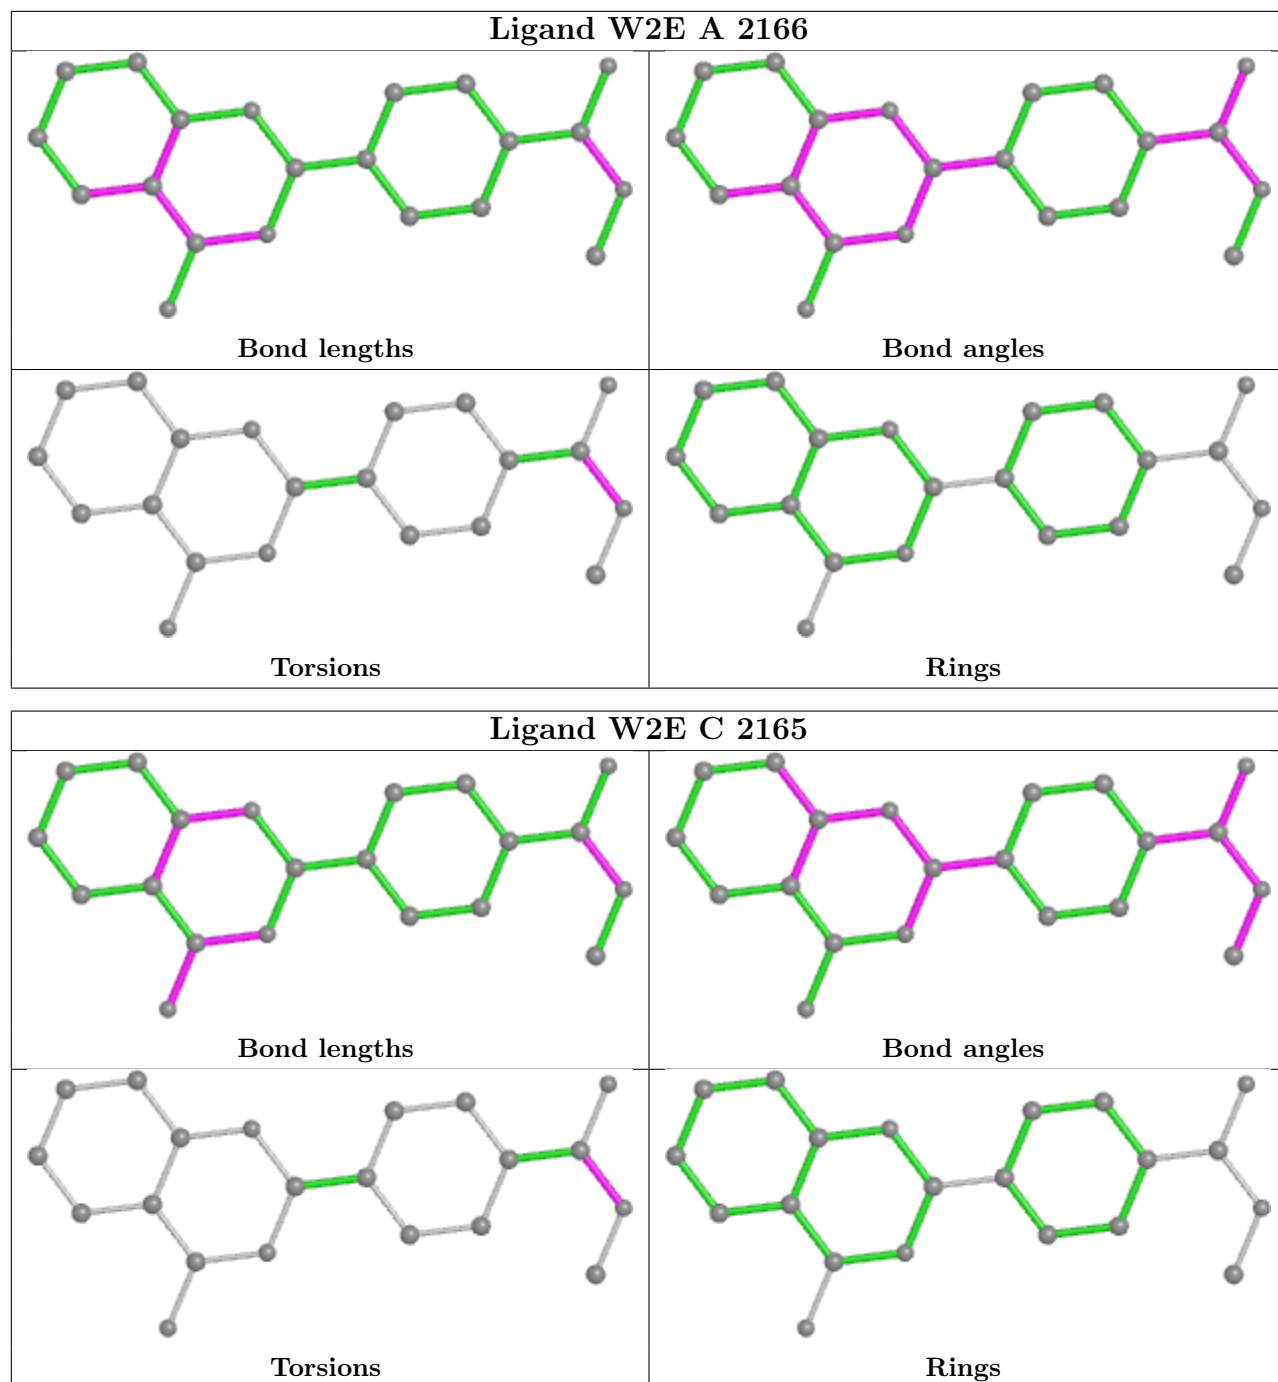 Ligand W2E A 2166
Bond lengths
Bond angles
Torsions
Rings
Ligand W2E C 2165
Bond lengths
Bond angles
Torsions
Rings